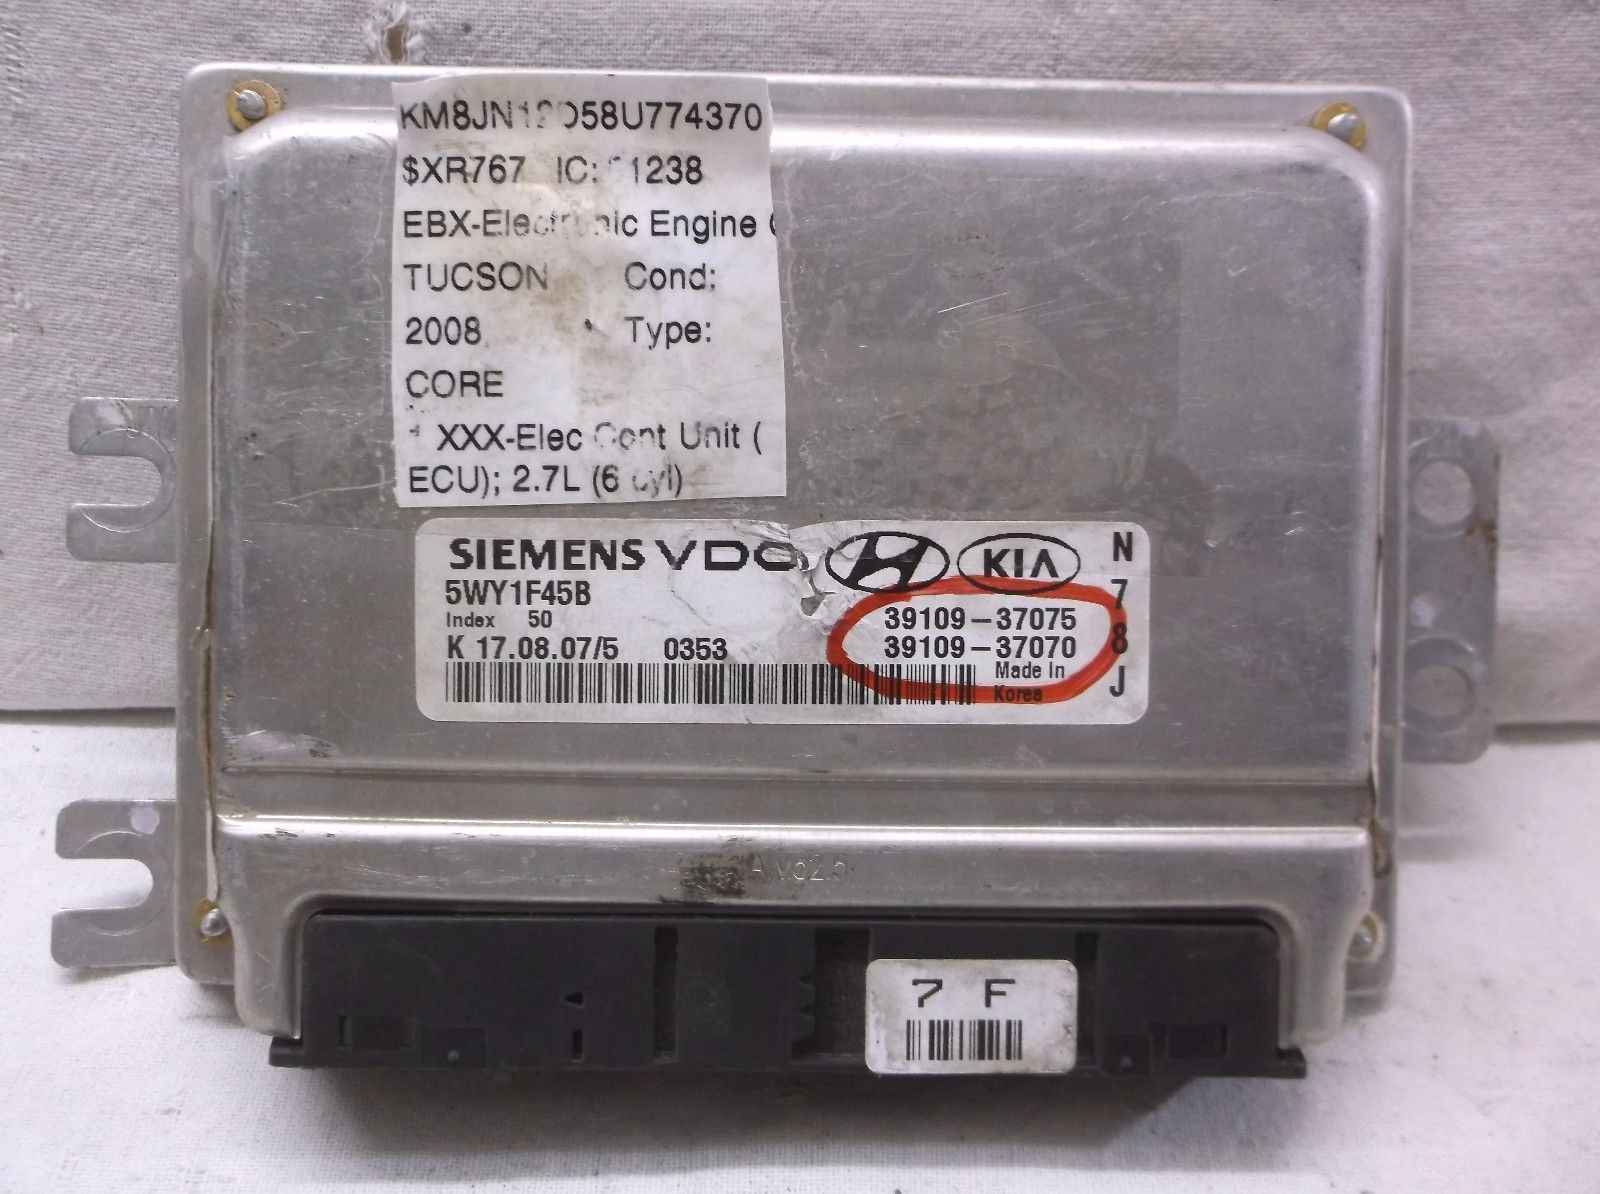 KM8JN12D58U774370
$XR767 IC: 1238
EBX-Electronic Engine
TUCSON Cond:
2008 Type:
CORE
1 XXX-Elec Cont Unit (
ECU); 2.7L (6 cyl)
SIEMENS VDO KIA
5WY1F45B
Index 50
K 17.08.07/5 0353
39109-37075
39109-37070
Made In
Korea
N
7
8
J
7 F